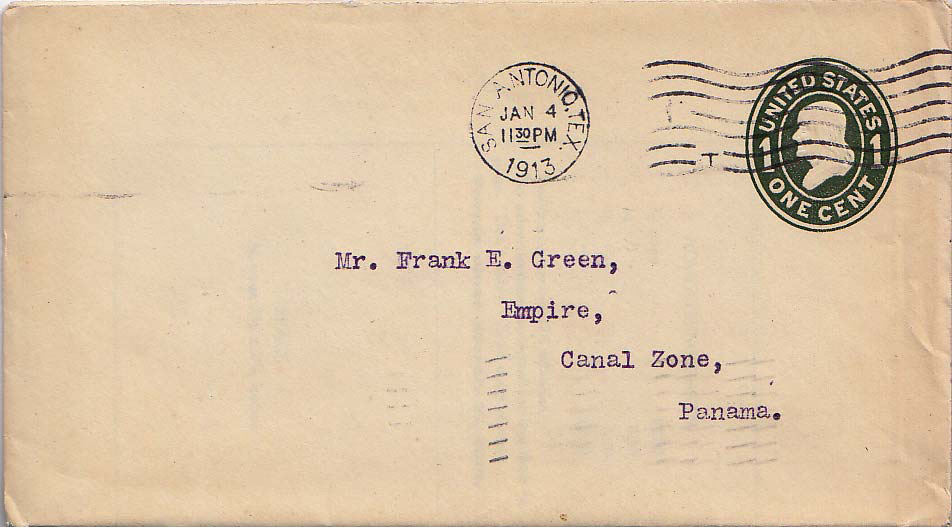 SAN ANTONIO, TEX.
JAN 4
11 30 PM
1913
UNITED STATES
1 1
ONE CENT
T
Mr. Frank E. Green,
Empire,
Canal Zone,
Panama.